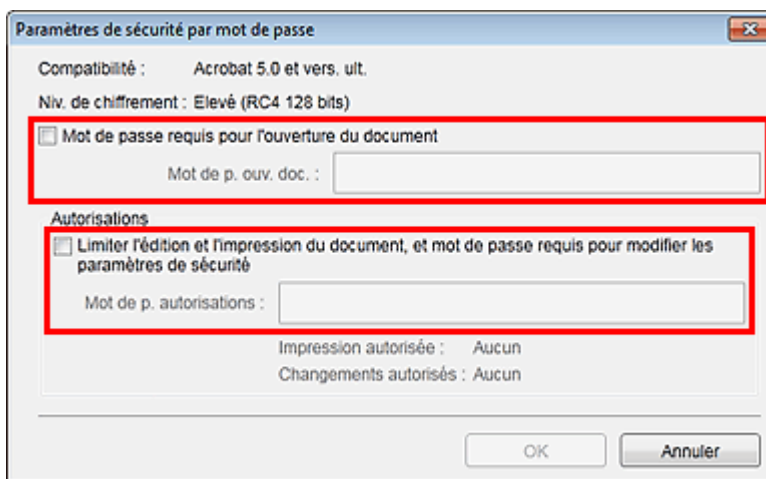 Paramètres de sécurité par mot de passe
Compatibilité : Acrobat 5.0 et vers. ult.
Niv. de chiffrement : Elevé (RC4 128 bits)
Mot de passe requis pour l'ouverture du document
Mot de p. ouv. doc. :
Autorisations
Limiter l'édition et l'impression du document, et mot de passe requis pour modifier les
paramètres de sécurité
Mot de p. autorisations :
Impression autorisée : Aucun
Changements autorisés : Aucun
OK Annuler